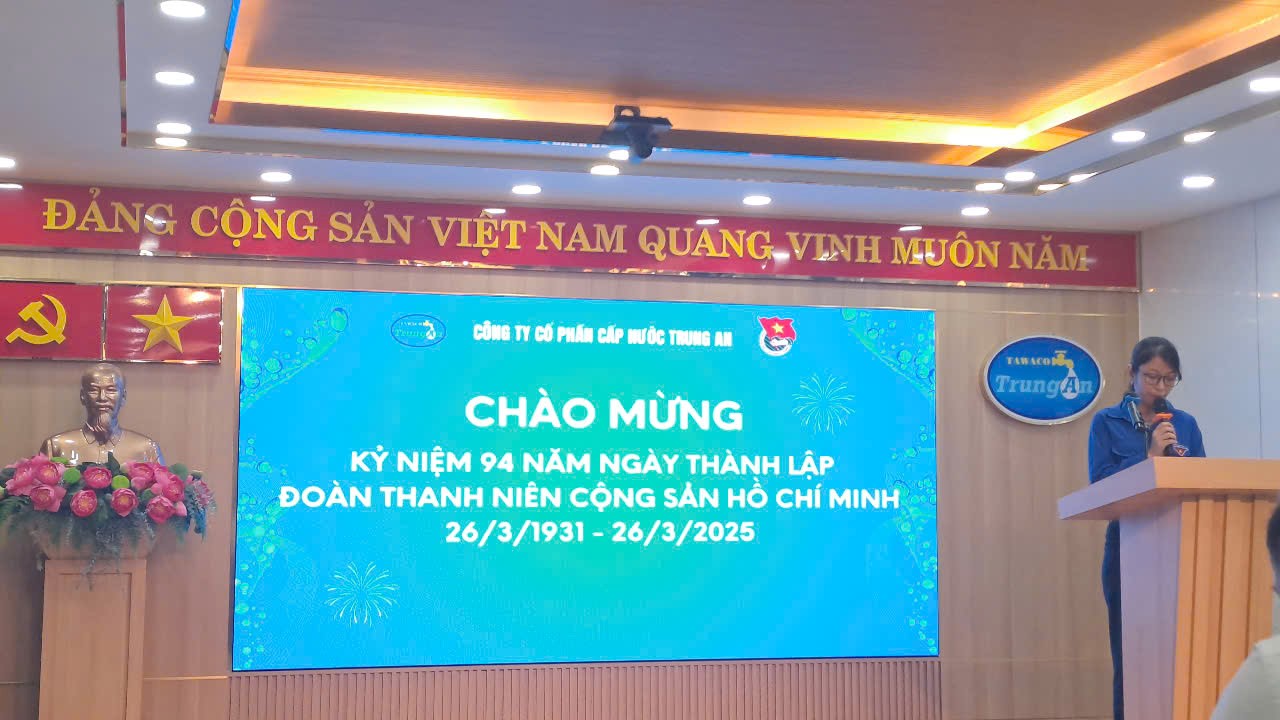 ĐẢNG CỘNG SẢN VIỆT NAM QUANG VINH MUÔN NĂM
TAWACO
TrungAn
CÔNG TY CỔ PHẦN CẤP NƯỚC TRUNG AN
CHÀO MỪNG
KỶ NIỆM 94 NĂM NGÀY THÀNH LẬP
ĐOÀN THANH NIÊN CỘNG SẢN HỒ CHÍ MINH
26/3/1931 - 26/3/2025
TAWACO
TrungAn